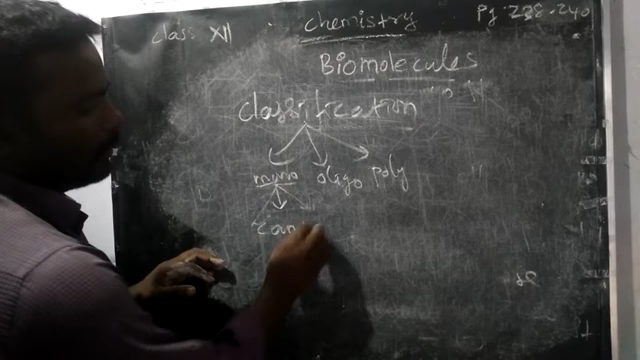 Class XII Chemistry Pg 238-240
Biomolecules
Classification
mono oligo poly